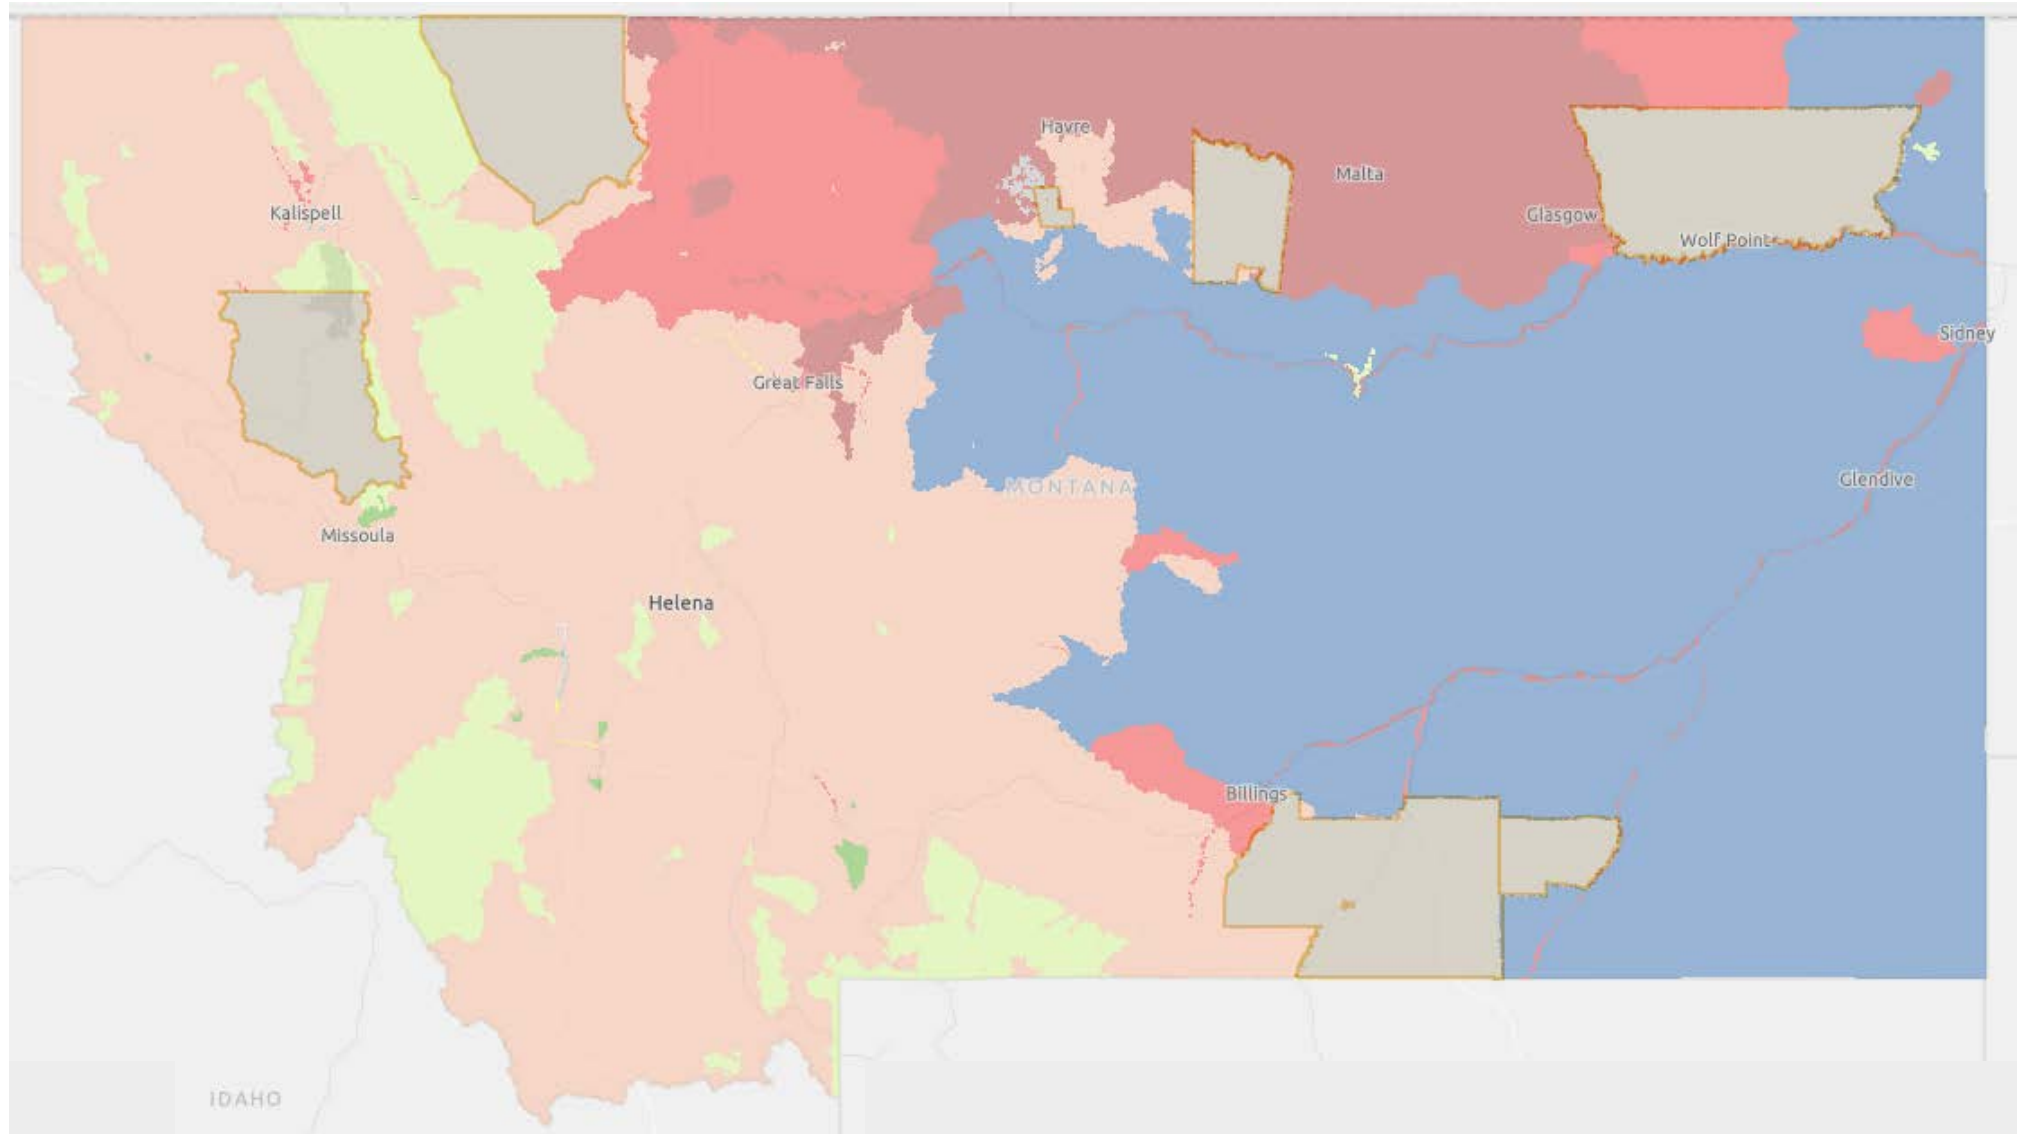 Havre
Malta
Kalispell
Glasgow
Wolf Point
Sidney
Great Falls
Glendive
MONTANA
Missoula
Helena
Billings
IDAHO